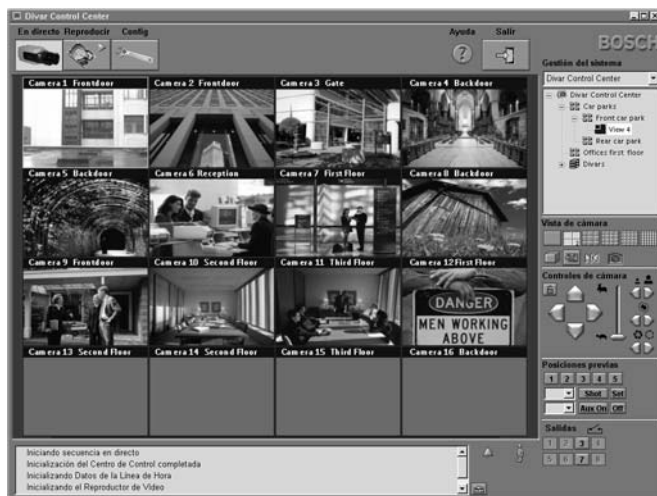 Divar Control Center
En directo Reproducir Config Ayuda Salir
BOSCH
Camera 1 Frontdoor Camera 2 Frontdoor Camera 3 Gate Camera 4 Backdoor
Camera 5 Backdoor Camera 6 Reception Camera 7 First Floor Camera 8 Backdoor
Camera 9 Frontdoor Camera 10 Second Floor Camera 11 Third Floor Camera 12 First Floor
DANGER
MEN WORKING
ABOVE
Camera 13 Second Floor Camera 14 Second Floor Camera 15 Third Floor Camera 16 Backdoor
Gestión del sistema
Divar Control Center
Divar Control Center
Car parks
Front car park
View 4
Rear car park
Offices first floor
Divars
Vista de cámara
Controles de cámara
Posiciones previas
1 2 3 4 5
Shot Set
Aux On Off
Salidas
1 2 3 4
5 6 7 8
Iniciando secuencia en directo
Inicialización del Centro de Control completada
Inicializando Datos de la Línea de Hora
Inicializando el Reproductor de Vídeo